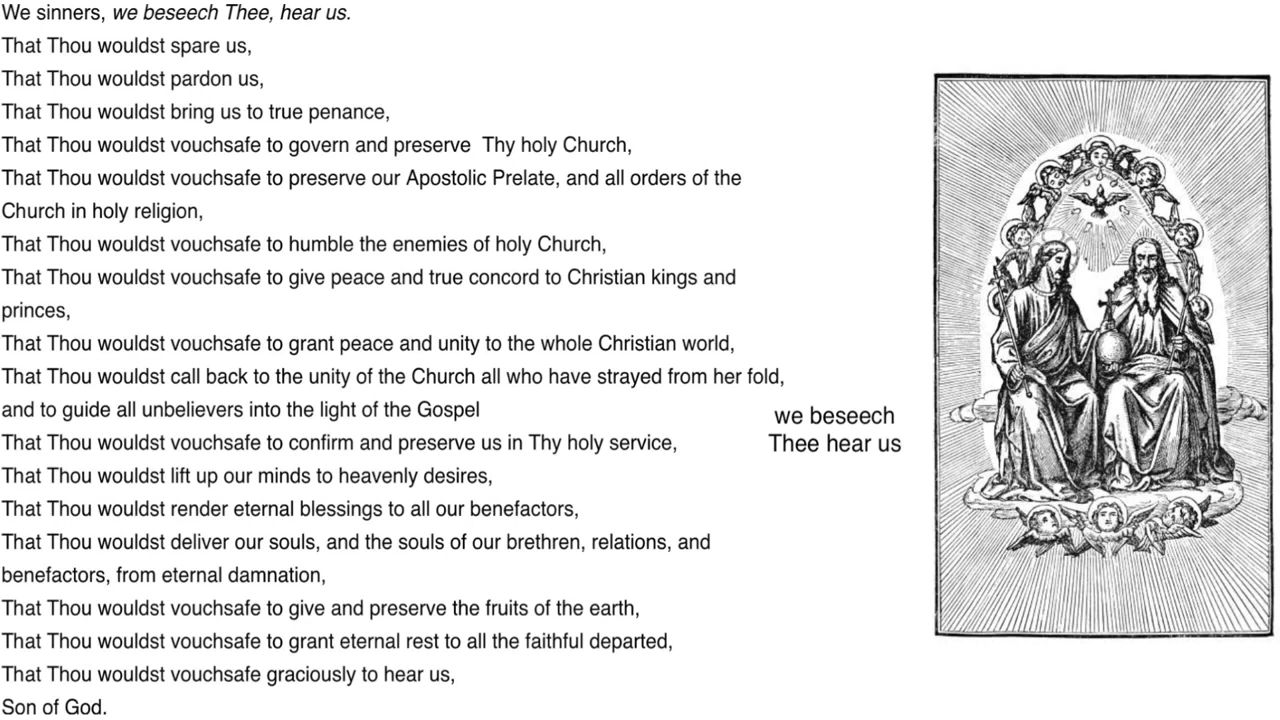 We sinners, we beseech Thee, hear us.
That Thou wouldst spare us,
That Thou wouldst pardon us,
That Thou wouldst bring us to true penance,
That Thou wouldst vouchsafe to govern and preserve  Thy holy Church,
That Thou wouldst vouchsafe to preserve our Apostolic Prelate, and all orders of the
Church in holy religion,
That Thou wouldst vouchsafe to humble the enemies of holy Church,
That Thou wouldst vouchsafe to give peace and true concord to Christian kings and
princes,
That Thou wouldst vouchsafe to grant peace and unity to the whole Christian world,
That Thou wouldst call back to the unity of the Church all who have strayed from her fold,
and to guide all unbelievers into the light of the Gospel
That Thou wouldst vouchsafe to confirm and preserve us in Thy holy service,
That Thou wouldst lift up our minds to heavenly desires,
That Thou wouldst render eternal blessings to all our benefactors,
That Thou wouldst deliver our souls, and the souls of our brethren, relations, and
benefactors, from eternal damnation,
That Thou wouldst vouchsafe to give and preserve the fruits of the earth,
That Thou wouldst vouchsafe to grant eternal rest to all the faithful departed,
That Thou wouldst vouchsafe graciously to hear us,
Son of God.
we beseech
Thee hear us